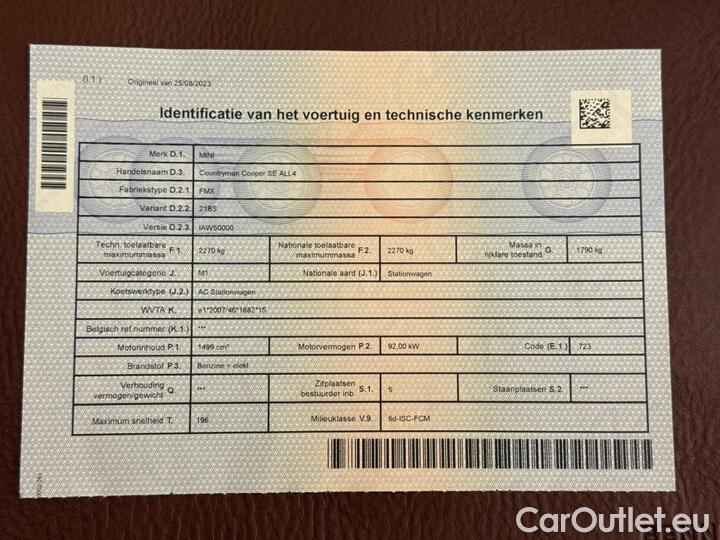 (I.1.) Origineel van 25/08/2023
Identificatie van het voertuig en technische kenmerken
Merk D.1. MINI
Handelsnaam D.3. Countryman Cooper SE ALL4
Fabriekstype D.2.1. FMX
Variant D.2.2. 21BS
Versie D.2.3. IAW50000
Techn. toelaatbare maximummassa F.1. 2270 kg Nationale toelaatbare maximummassa F.2. 2270 kg Massa in rijklare toestand G. 1790 kg
Voertuigcategorie J. M1 Nationale aard (J.1.) Stationwagen
Koetswerktype (J.2.) AC Stationwagen
WVTA K. e1*2007/46*1682*15
Belgisch ref.nummer (K.1.) ***
Motorinhoud P.1. 1499 cm³ Motorvermogen P.2. 92,00 kW Code (E.1.) 723
Brandstof P.3. Benzine + elekt
Verhouding vermogen/gewicht Q. *** Zitplaatsen bestuurder inb. S.1. 5 Staanplaatsen S.2. ***
Maximum snelheid T. 196 Milieuklasse V.9. 6d-ISC-FCM
CarOutlet.eu